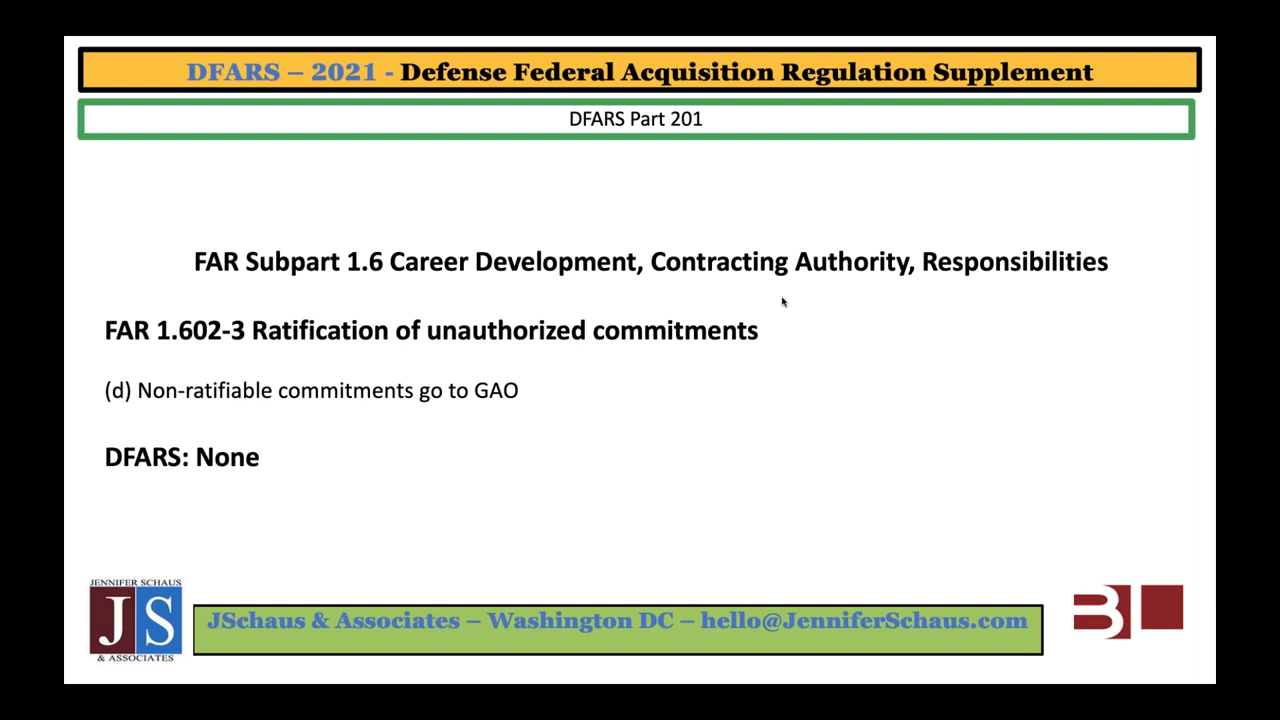 DFARS – 2021 - Defense Federal Acquisition Regulation Supplement
DFARS Part 201
FAR Subpart 1.6 Career Development, Contracting Authority, Responsibilities
FAR 1.602-3 Ratification of unauthorized commitments
(d) Non-ratifiable commitments go to GAO
DFARS: None
JENNIFER SCHAUS
JS
& ASSOCIATES
JSchaus & Associates – Washington DC – hello@JenniferSchaus.com
B